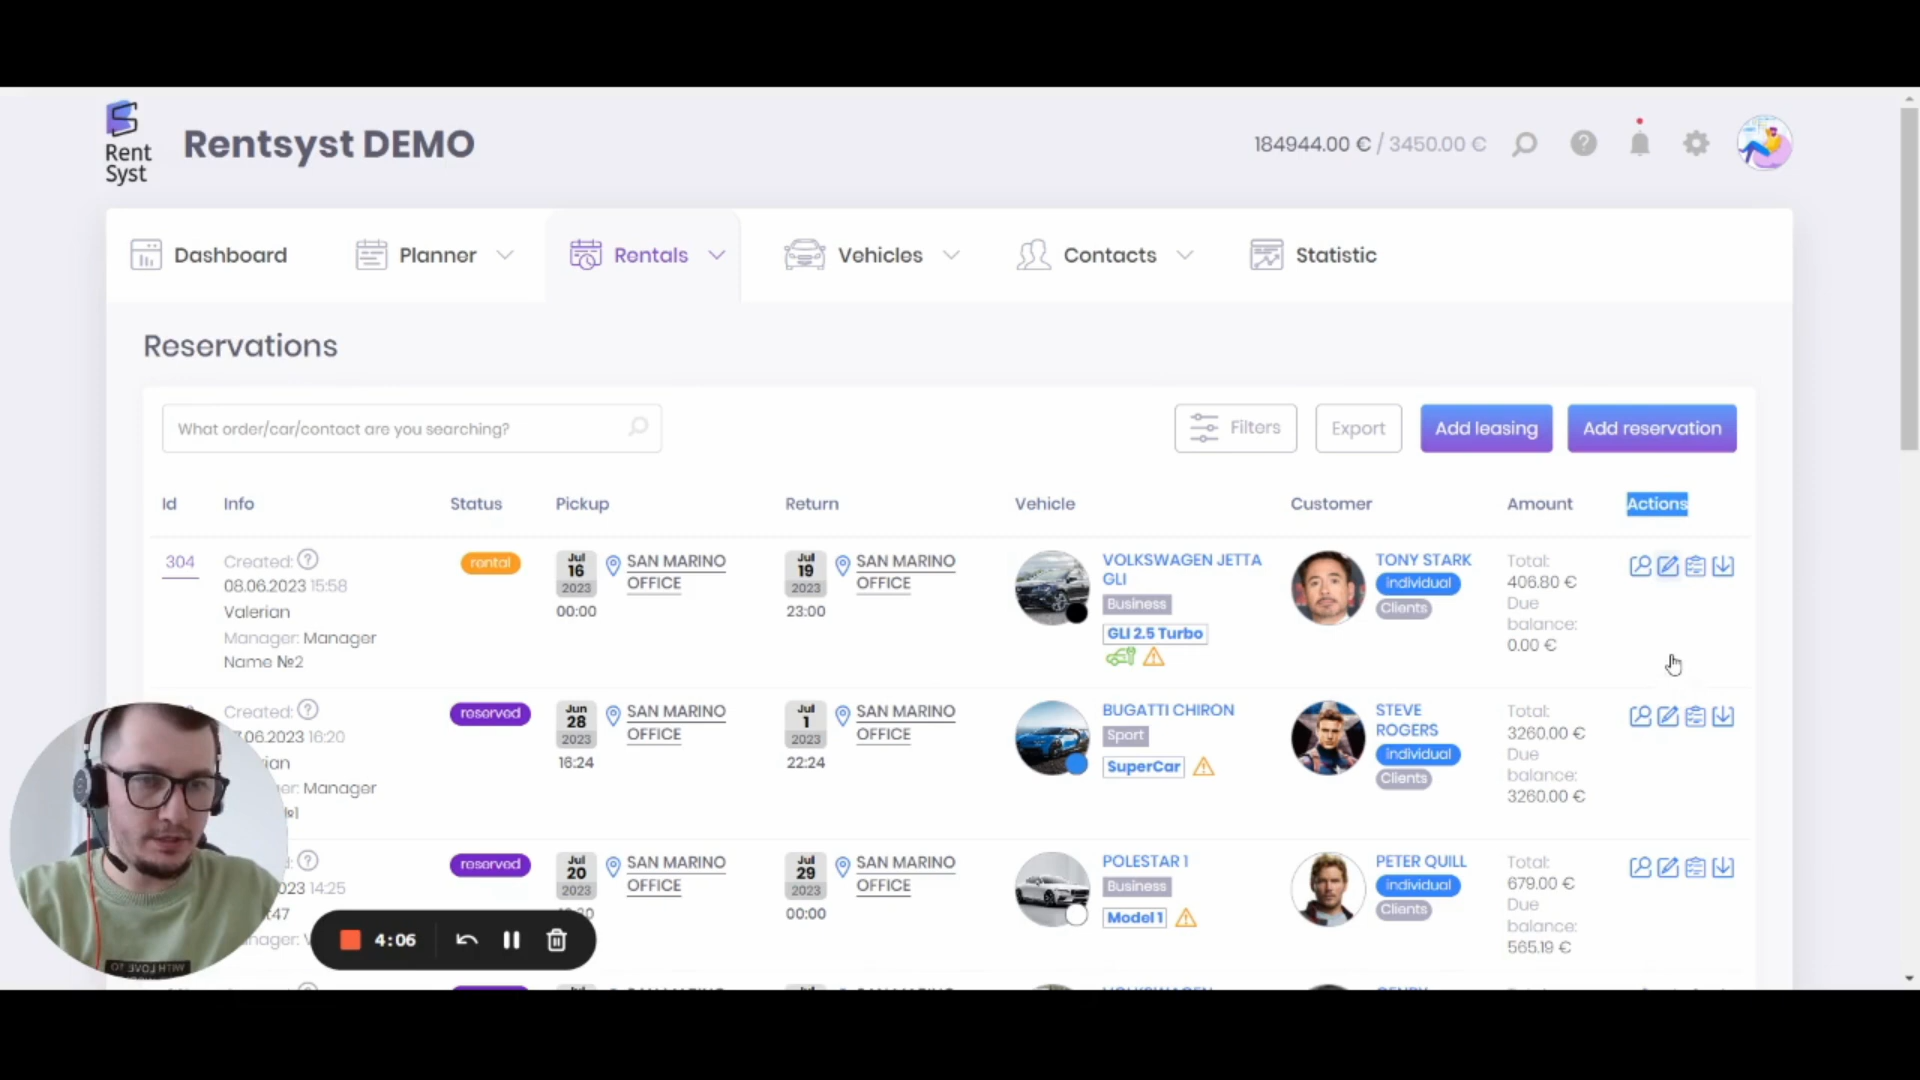 Rent
Syst
Rentsyst DEMO
184944.00 € / 3450.00 €
Dashboard
Planner
Rentals
Vehicles
Contacts
Statistic
Reservations
What order/car/contact are you searching?
Filters
Export
Add leasing
Add reservation
Id Info Status Pickup Return Vehicle Customer Amount Actions
304
Created:
08.06.2023 15:58
Valerian
Manager: Manager
Name №2
rental
Jul
16
2023
00:00
SAN MARINO
OFFICE
Jul
19
2023
23:00
SAN MARINO
OFFICE
VOLKSWAGEN JETTA
GLI
Business
GLI 2.5 Turbo
TONY STARK
Individual
Clients
Total:
406.80 €
Due
balance:
0.00 €
Created:
.06.2023 16:20
Manager
reserved
Jun
28
2023
16:24
SAN MARINO
OFFICE
Jul
1
2023
22:24
SAN MARINO
OFFICE
BUGATTI CHIRON
Sport
SuperCar
STEVE
ROGERS
Individual
Clients
Total:
3260.00 €
Due
balance:
3260.00 €
023 14:25
reserved
Jul
20
2023
SAN MARINO
OFFICE
Jul
29
2023
00:00
SAN MARINO
OFFICE
POLESTAR 1
Business
Model 1
PETER QUILL
Individual
Clients
Total:
679.00 €
Due
balance:
565.19 €
4:06